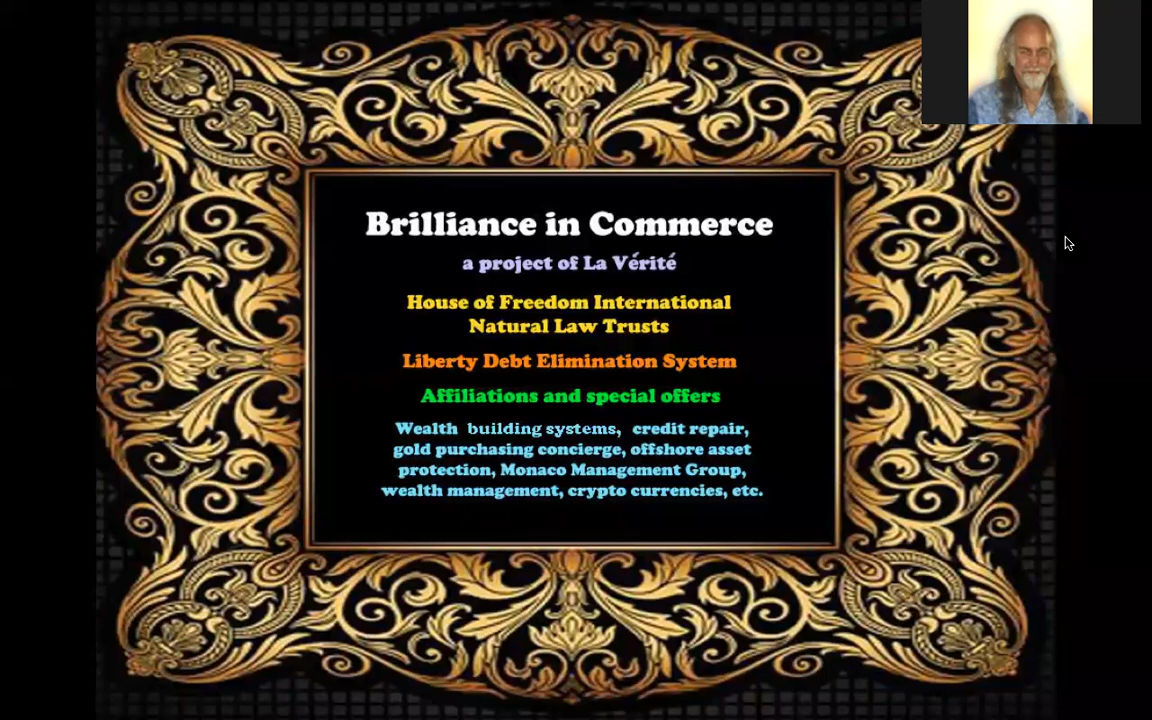 Brilliance in Commerce
a project of La Vérité
House of Freedom International
Natural Law Trusts
Liberty Debt Elimination System
Affiliations and special offers
Wealth building systems, credit repair,
gold purchasing concierge, offshore asset
protection, Monaco Management Group,
wealth management, crypto currencies, etc.